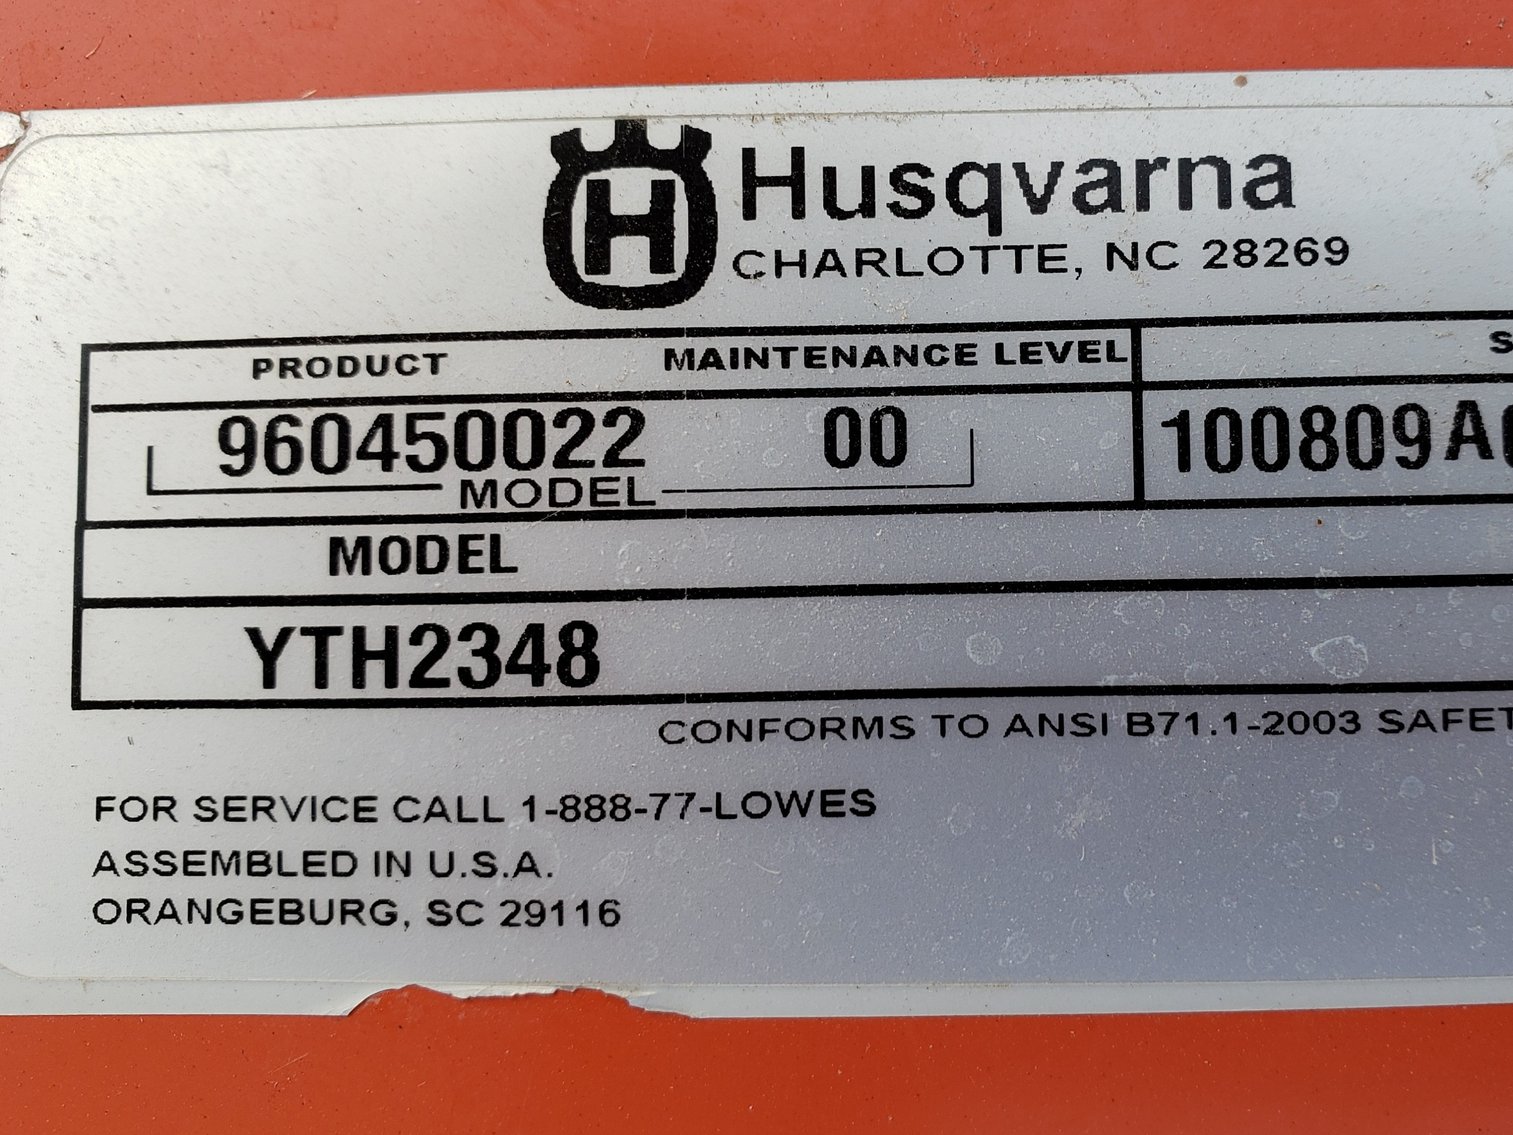 H Husqvarna
CHARLOTTE, NC 28269
PRODUCT MAINTENANCE LEVEL S
960450022 00 100809A
MODEL
MODEL
YTH2348
CONFORMS TO ANSI B71.1-2003 SAFET
FOR SERVICE CALL 1-888-77-LOWES
ASSEMBLED IN U.S.A.
ORANGEBURG, SC 29116